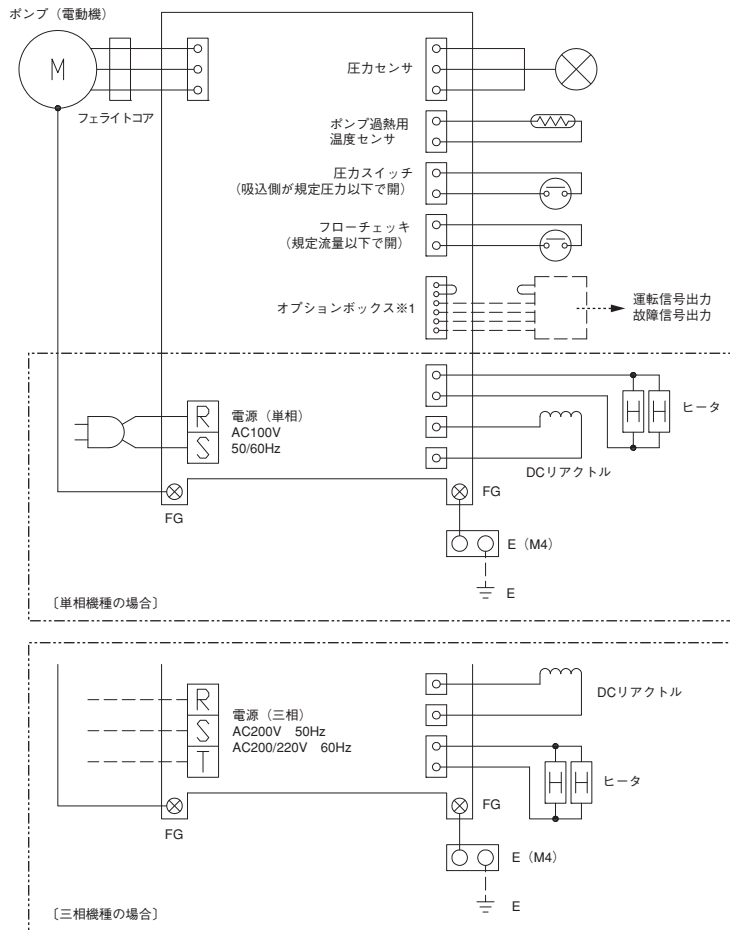 ポンプ（電動機）
M
フェライトコア
圧力センサ
ポンプ過熱用
温度センサ
圧力スイッチ
（吸込側が規定圧力以下で開）
フローチェッキ
（規定流量以下で開）
オプションボックス※1
運転信号出力
故障信号出力
R
S
電源（単相）
AC100V
50/60Hz
H H
ヒータ
DCリアクトル
FG
FG
E（M4）
E
〔単相機種の場合〕
R
S
T
電源（三相）
AC200V 50Hz
AC200/220V 60Hz
DCリアクトル
H H
ヒータ
FG
FG
E（M4）
E
〔三相機種の場合〕